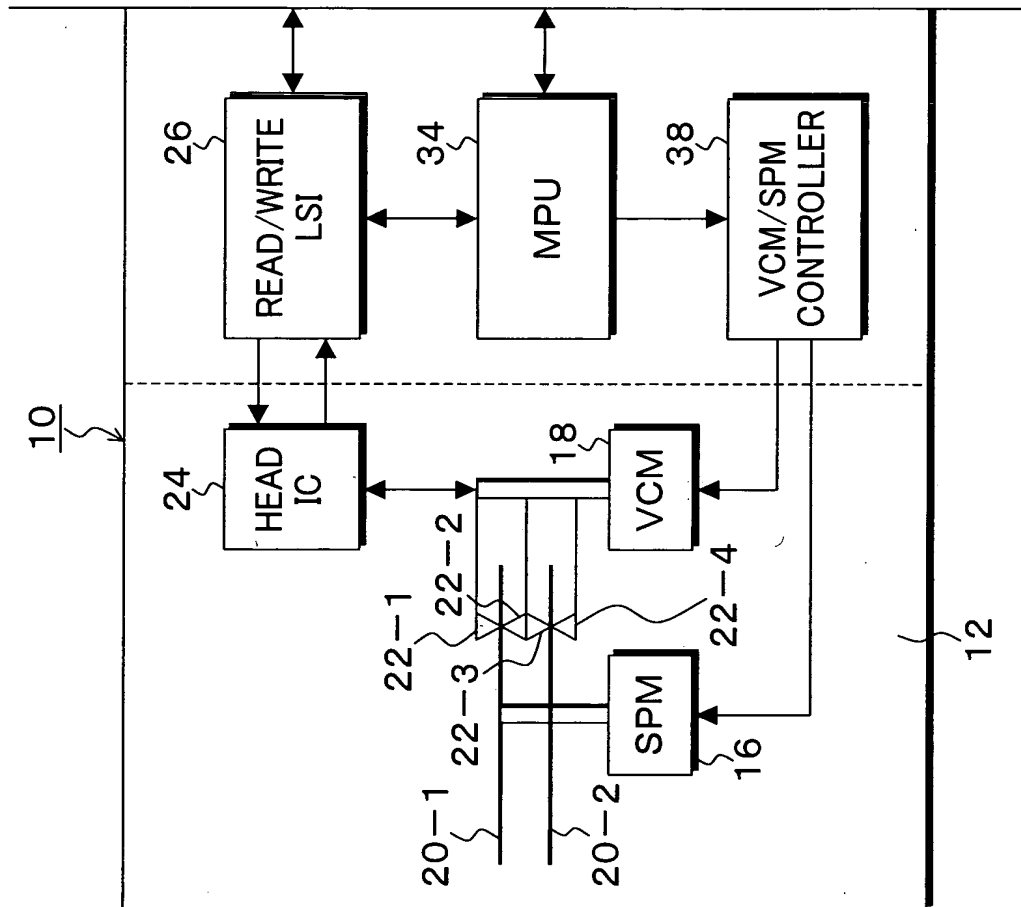 10
24
HEAD
IC
26
READ/WRITE
LSI
34
MPU
38
VCM/SPM
CONTROLLER
18
VCM
22-1
22-2
22-3
22-4
20-1
20-2
SPM
16
12